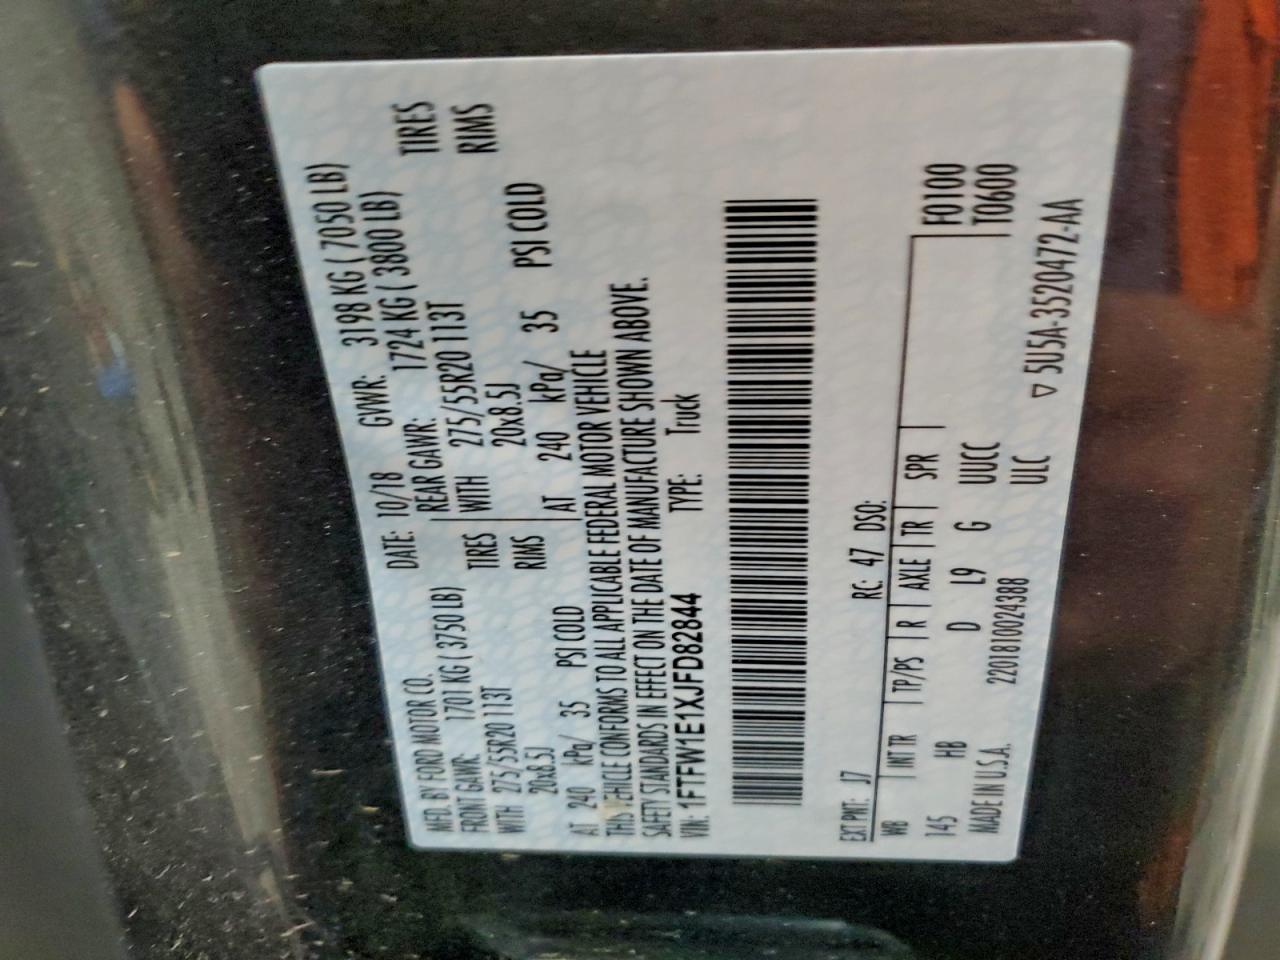 MFD. BY FORD MOTOR CO. DATE: 10/18 GVWR: 3198 KG ( 7050 LB)
FRONT GAWR: 1701 KG ( 3750 LB) REAR GAWR: 1724 KG ( 3800 LB)
WITH 275/55R20 113T TIRES WITH 275/55R20 113T TIRES
20x8.5J RIMS 20x8.5J RIMS
AT 240 kPa/ 35 PSI COLD AT 240 kPa/ 35 PSI COLD
THIS VEHICLE CONFORMS TO ALL APPLICABLE FEDERAL MOTOR VEHICLE
SAFETY STANDARDS IN EFFECT ON THE DATE OF MANUFACTURE SHOWN ABOVE.
VIN: 1FTFW1E1XJFD82844 TYPE: Truck
EXT PNT: J7 RC: 47 DSO:
WB INT TR TP/PS R AXLE TR SPR F0100
145 HB D L9 G UUCC T0600
MADE IN U.S.A. 2201810024388 ULC ▽ 5U5A-3520472-AA